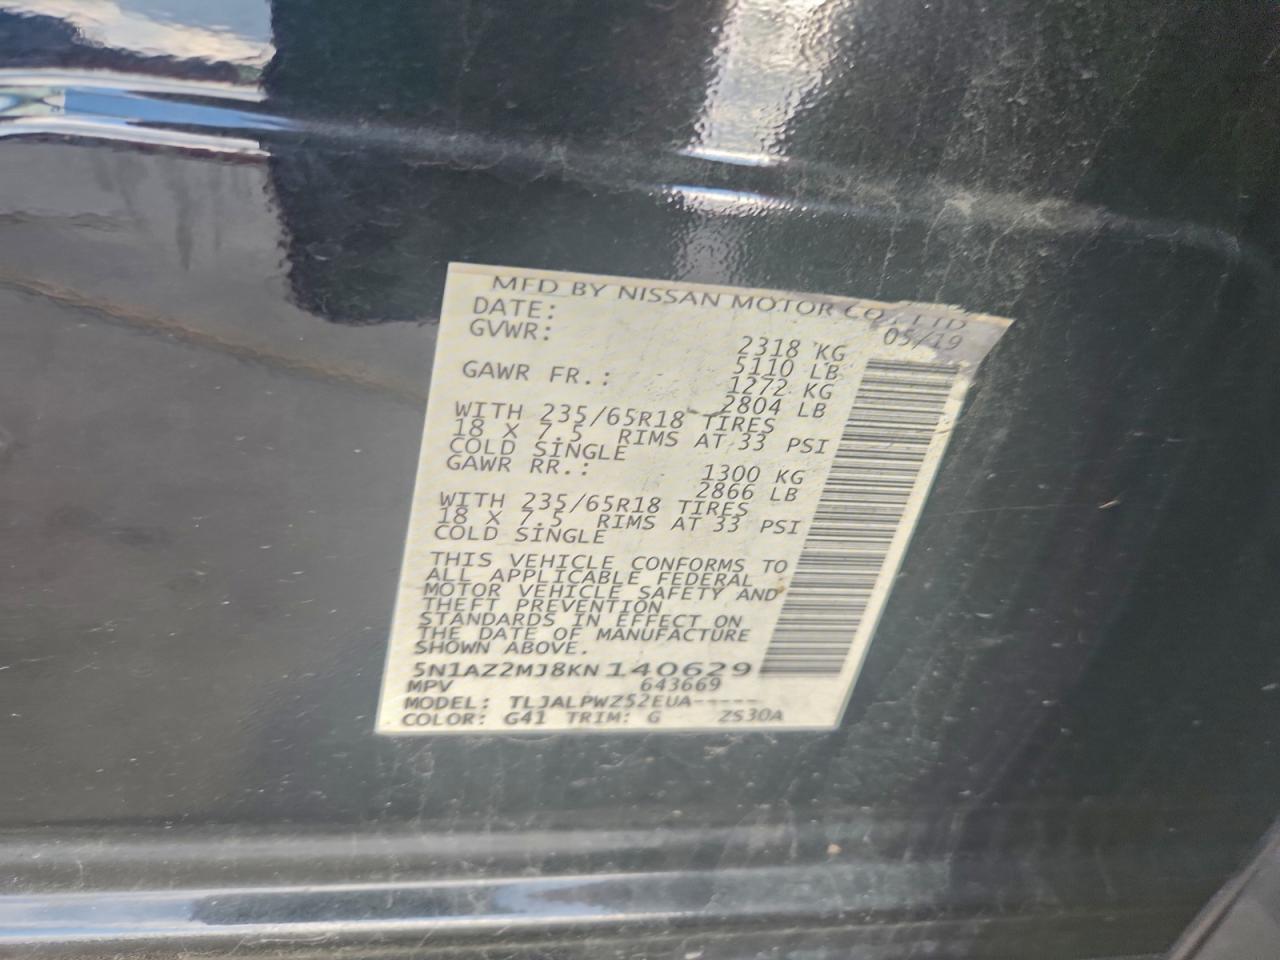 MFD BY NISSAN MOTOR CO., LTD
DATE: 05/19
GVWR: 2318 KG
5110 LB
GAWR FR.: 1272 KG
2804 LB
WITH 235/65R18 TIRES
18 X 7.5 RIMS AT 33 PSI
COLD SINGLE
GAWR RR.: 1300 KG
2866 LB
WITH 235/65R18 TIRES
18 X 7.5 RIMS AT 33 PSI
COLD SINGLE
THIS VEHICLE CONFORMS TO
ALL APPLICABLE FEDERAL
MOTOR VEHICLE SAFETY AND
THEFT PREVENTION
STANDARDS IN EFFECT ON
THE DATE OF MANUFACTURE
SHOWN ABOVE.
5N1AZ2MJ8KN140629
MPV 643669
MODEL: TLJALPWZ52EUA-----
COLOR: G41 TRIM: G ZS30A